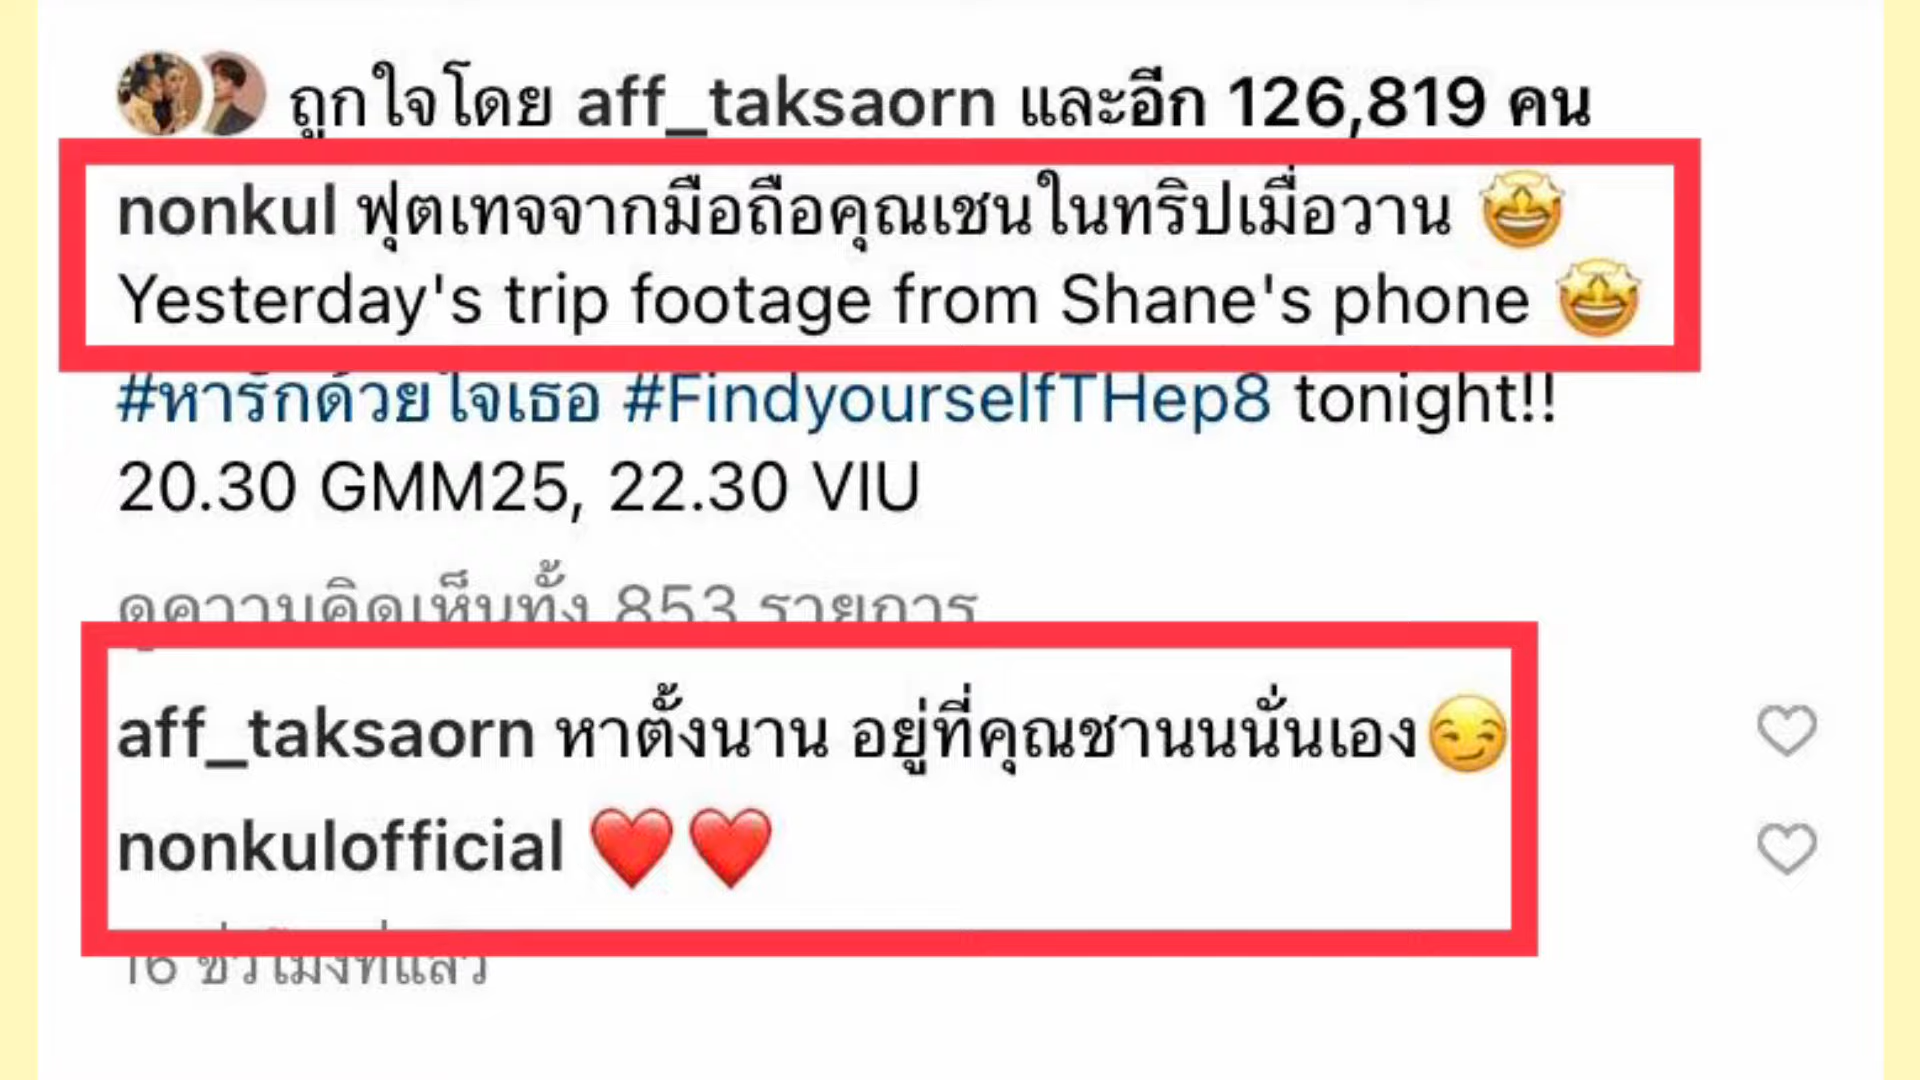 ถูกใจโดย aff_taksaorn และอีก 126,819 คน
nonkul ฟุตเทจจากมือถือคุณเชนในทริปเมื่อวาน 🤩
Yesterday's trip footage from Shane's phone 🤩
#หารักด้วยใจเธอ #FindyourselfTHep8 tonight!!
20.30 GMM25, 22.30 VIU
ดูความคิดเห็นทั้ง 853 รายการ
aff_taksaorn หาตั้งนาน อยู่ที่คุณชานนนั่นเอง😏
nonkulofficial ❤️❤️
16 ชั่วโมงที่แล้ว